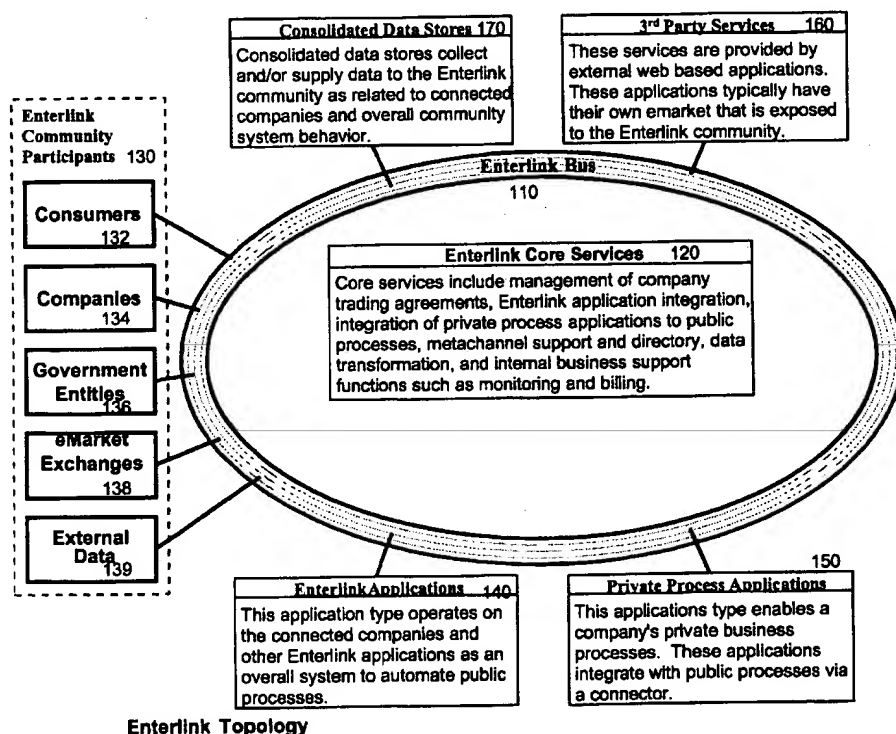 Consolidated Data Stores 170
Consolidated data stores collect
and/or supply data to the Enterlink
community as related to connected
companies and overall community
system behavior.
3rd Party Services 160
These services are provided by
external web based applications.
These applications typically have
their own emarket that is exposed
to the Enterlink community.
Enterlink
Community
Participants 130
Consumers
132
Companies
134
Government
Entities
136
eMarket
Exchanges
138
External
Data
139
Enterlink Bus
110
Enterlink Core Services 120
Core services include management of company
trading agreements, Enterlink application integration,
integration of private process applications to public
processes, metachannel support and directory, data
transformation, and internal business support
functions such as monitoring and billing.
Enterlink Applications 140
This application type operates on
the connected companies and
other Enterlink applications as an
overall system to automate public
processes.
150
Private Process Applications
This applications type enables a
company's private business
processes. These applications
integrate with public processes via
a connector.
Enterlink Topology